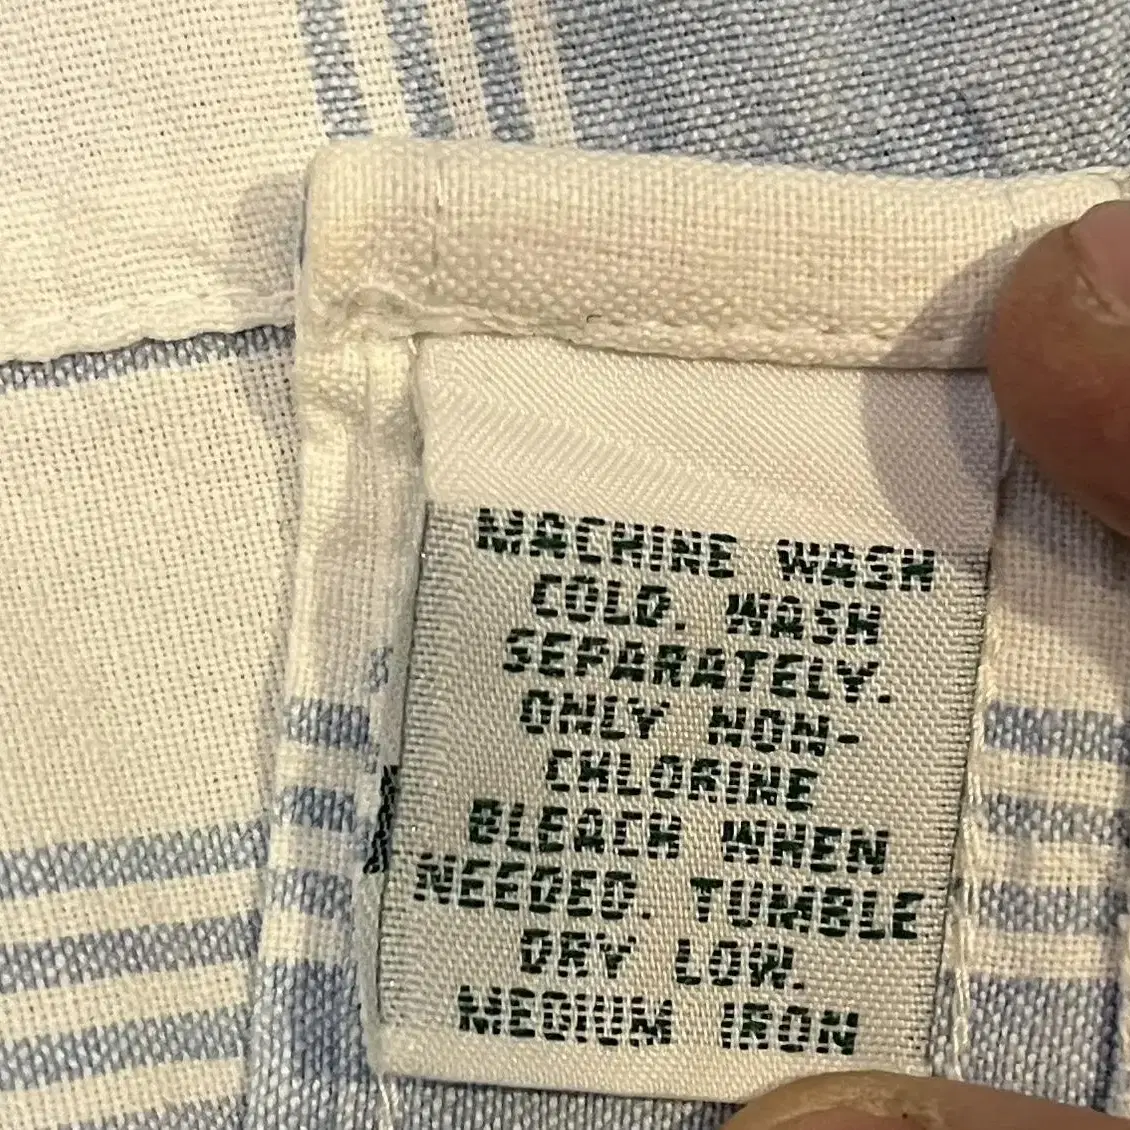 MACHINE WASH
COLD. WASH
SEPARATELY.
ONLY NON-
CHLORINE
BLEACH WHEN
NEEDED. TUMBLE
DRY LOW.
MEDIUM IRON